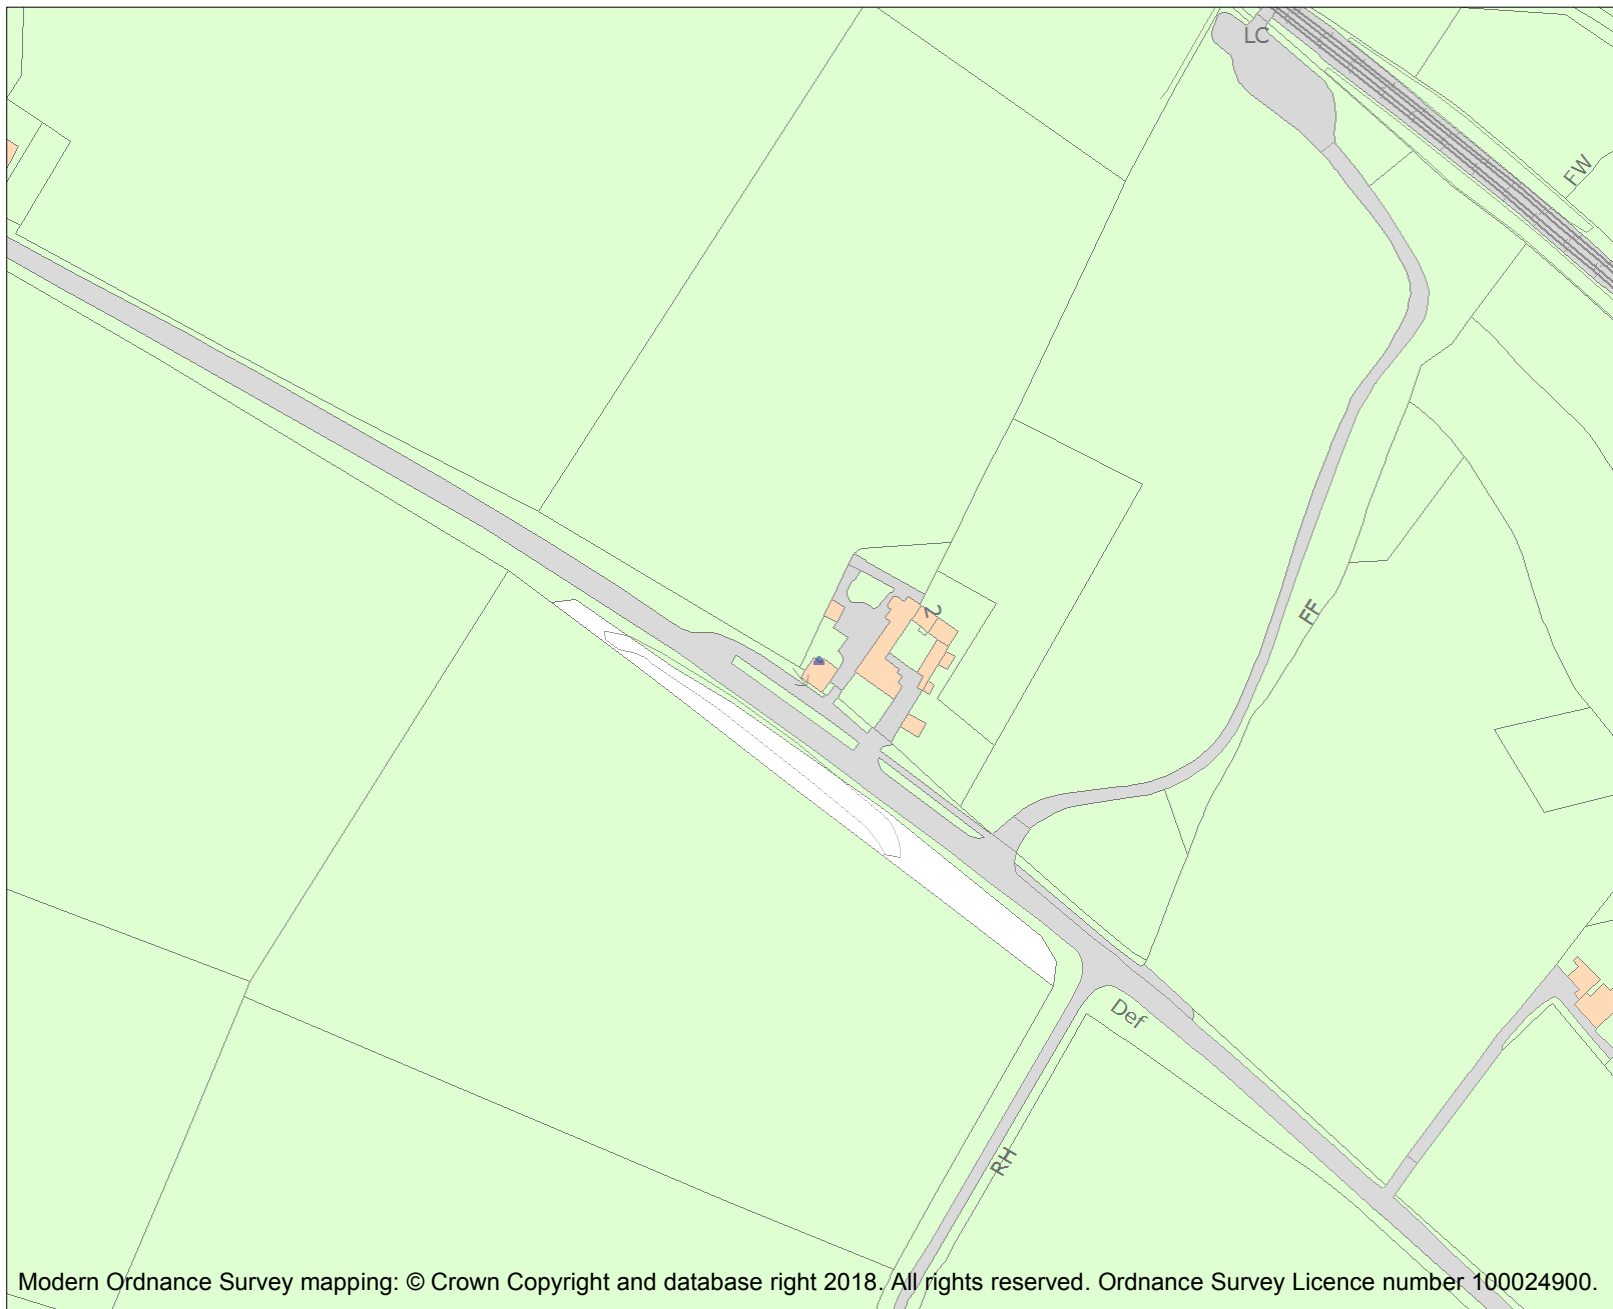 LC
FW
FF
2
1
Def
RH
Modern Ordnance Survey mapping: © Crown Copyright and database right 2018. All rights reserved. Ordnance Survey Licence number 100024900.